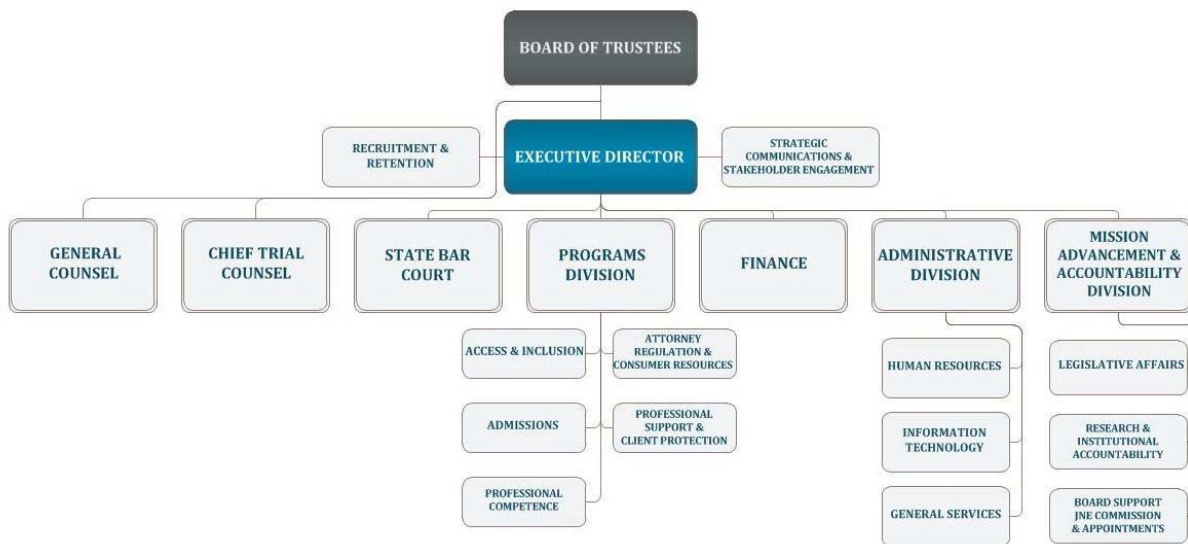 BOARD OF TRUSTEES
RECRUITMENT &
RETENTION
EXECUTIVE DIRECTOR
STRATEGIC
COMMUNICATIONS &
STAKEHOLDER ENGAGEMENT
GENERAL
COUNSEL
CHIEF TRIAL
COUNSEL
STATE BAR
COURT
PROGRAMS
DIVISION
FINANCE
ADMINISTRATIVE
DIVISION
MISSION
ADVANCEMENT &
ACCOUNTABILITY
DIVISION
ACCESS & INCLUSION
ATTORNEY
REGULATION &
CONSUMER RESOURCES
ADMISSIONS
PROFESSIONAL
SUPPORT &
CLIENT PROTECTION
PROFESSIONAL
COMPETENCE
HUMAN RESOURCES
INFORMATION
TECHNOLOGY
GENERAL SERVICES
LEGISLATIVE AFFAIRS
RESEARCH &
INSTITUTIONAL
ACCOUNTABILITY
BOARD SUPPORT
JNE COMMISSION
& APPOINTMENTS